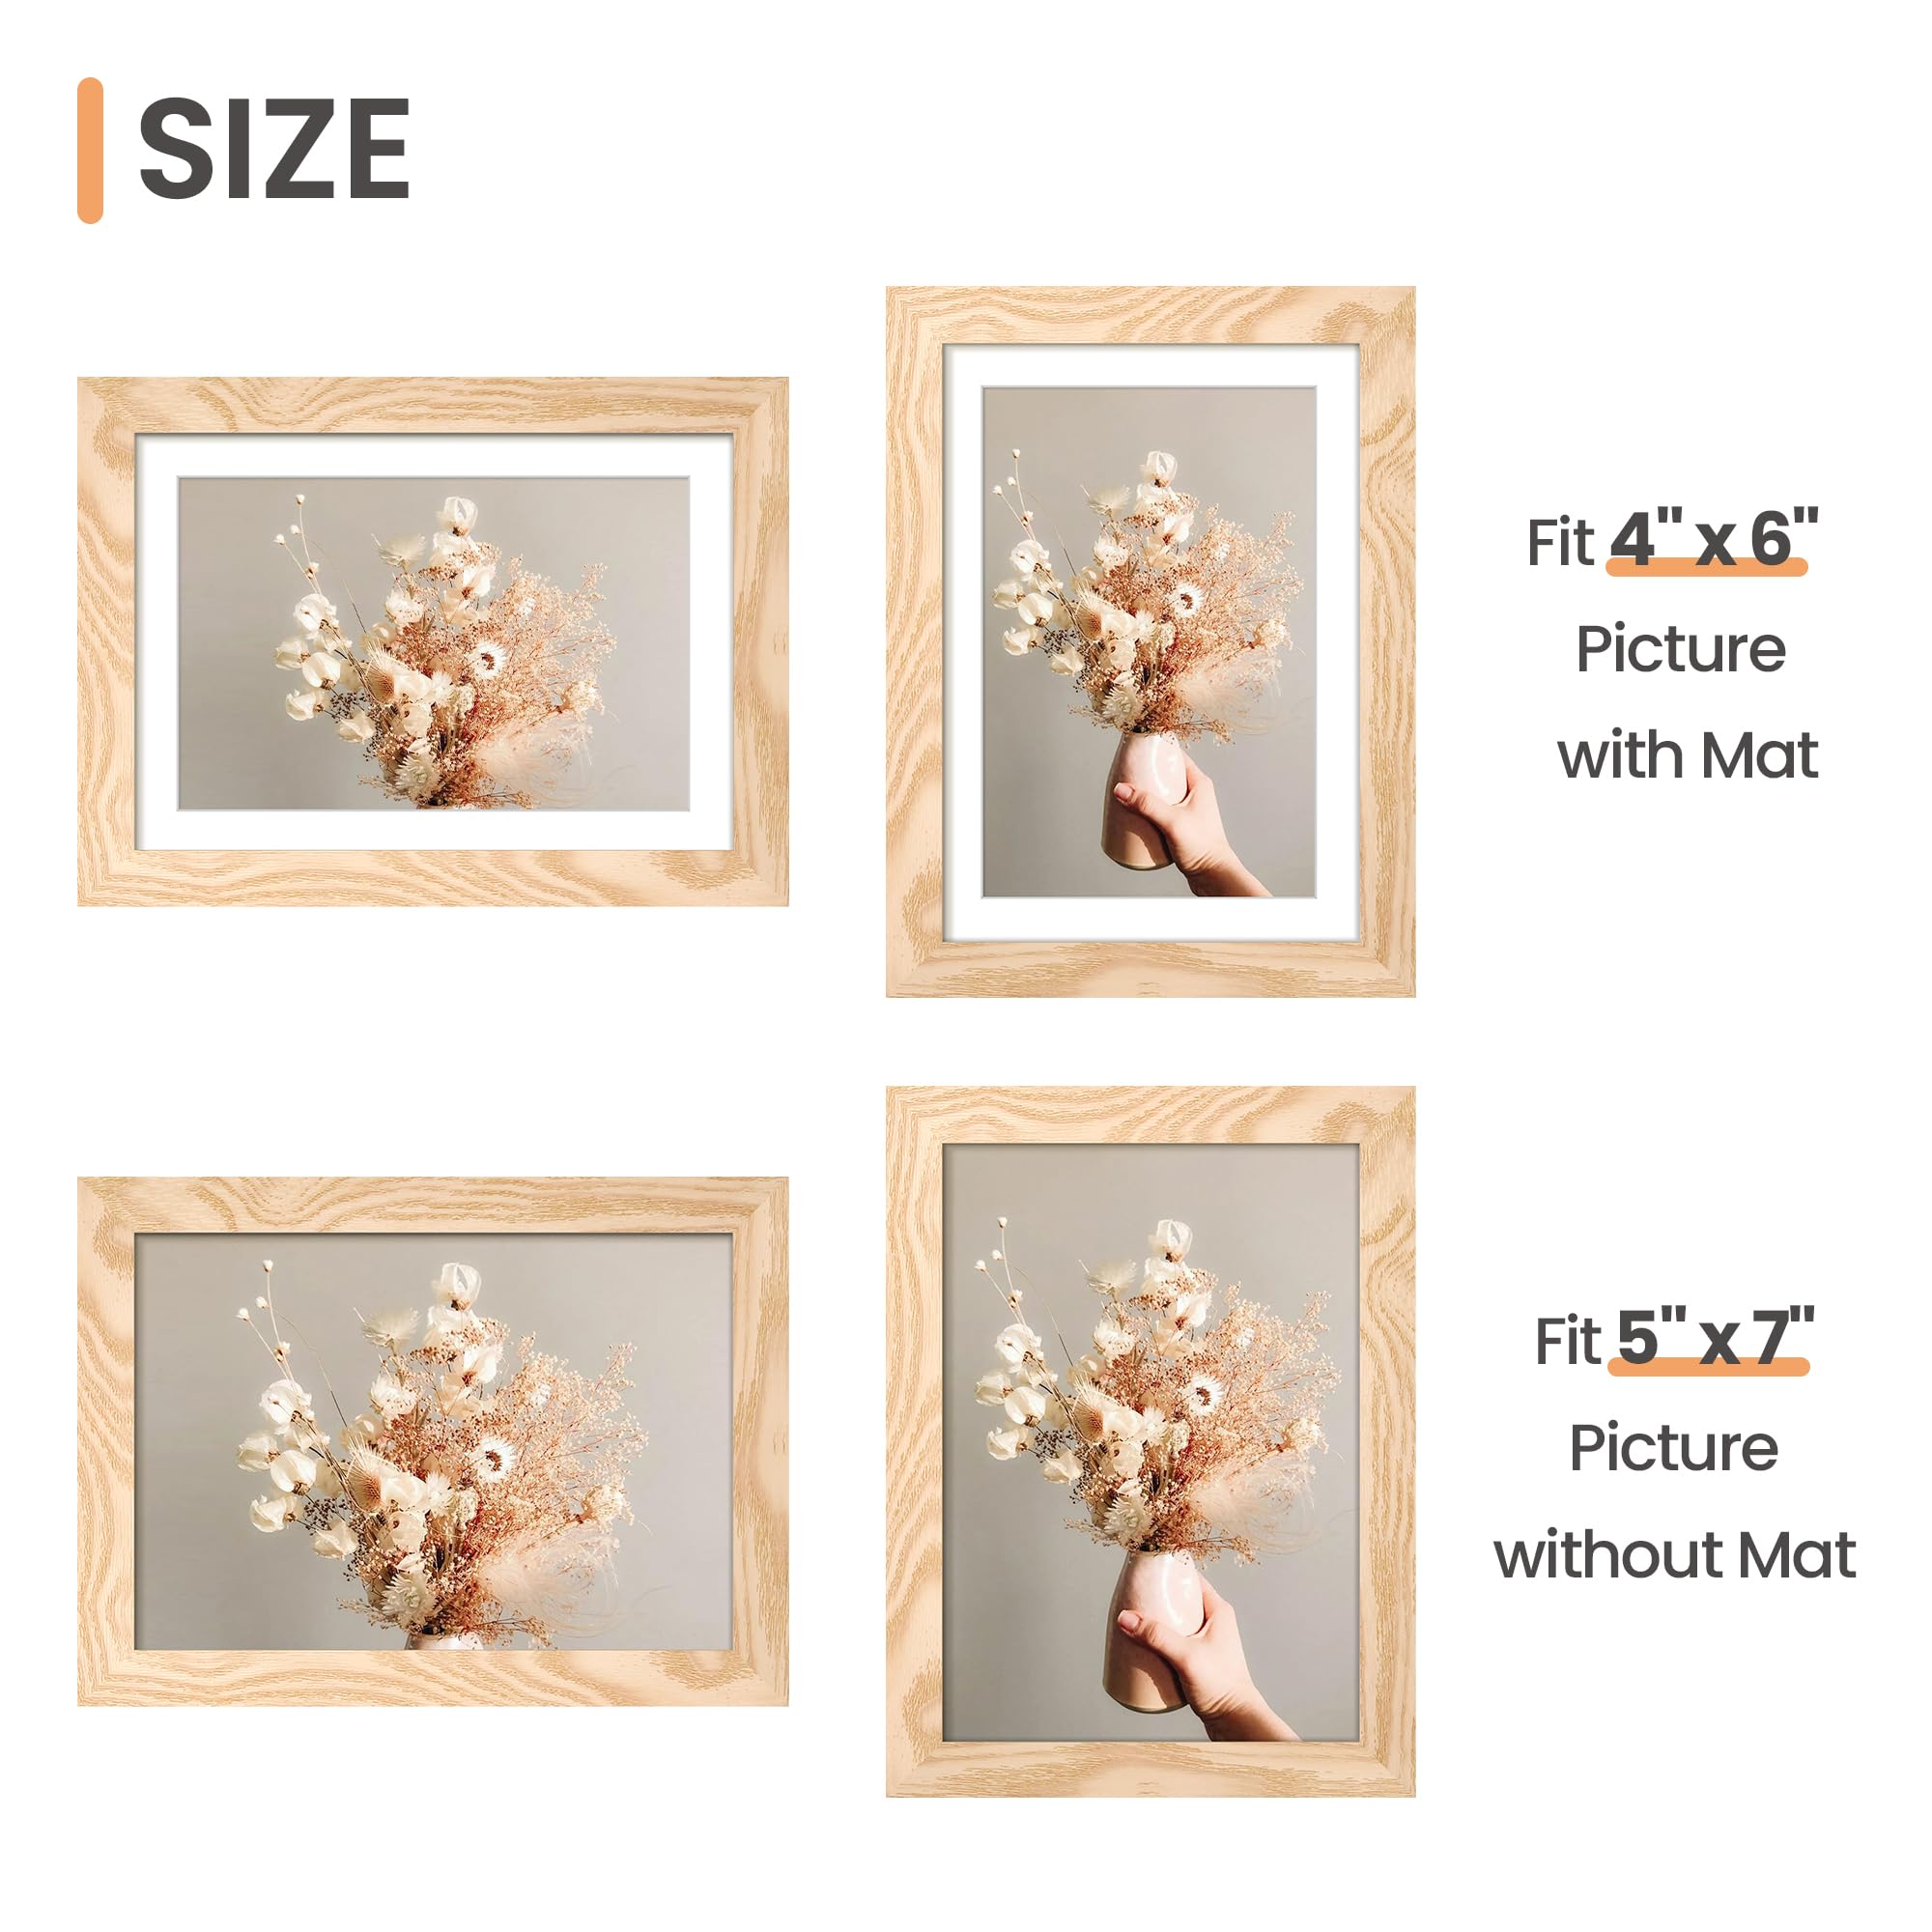 SIZE
Fit 4" x 6"
Picture
with Mat
Fit 5" x 7"
Picture
without Mat